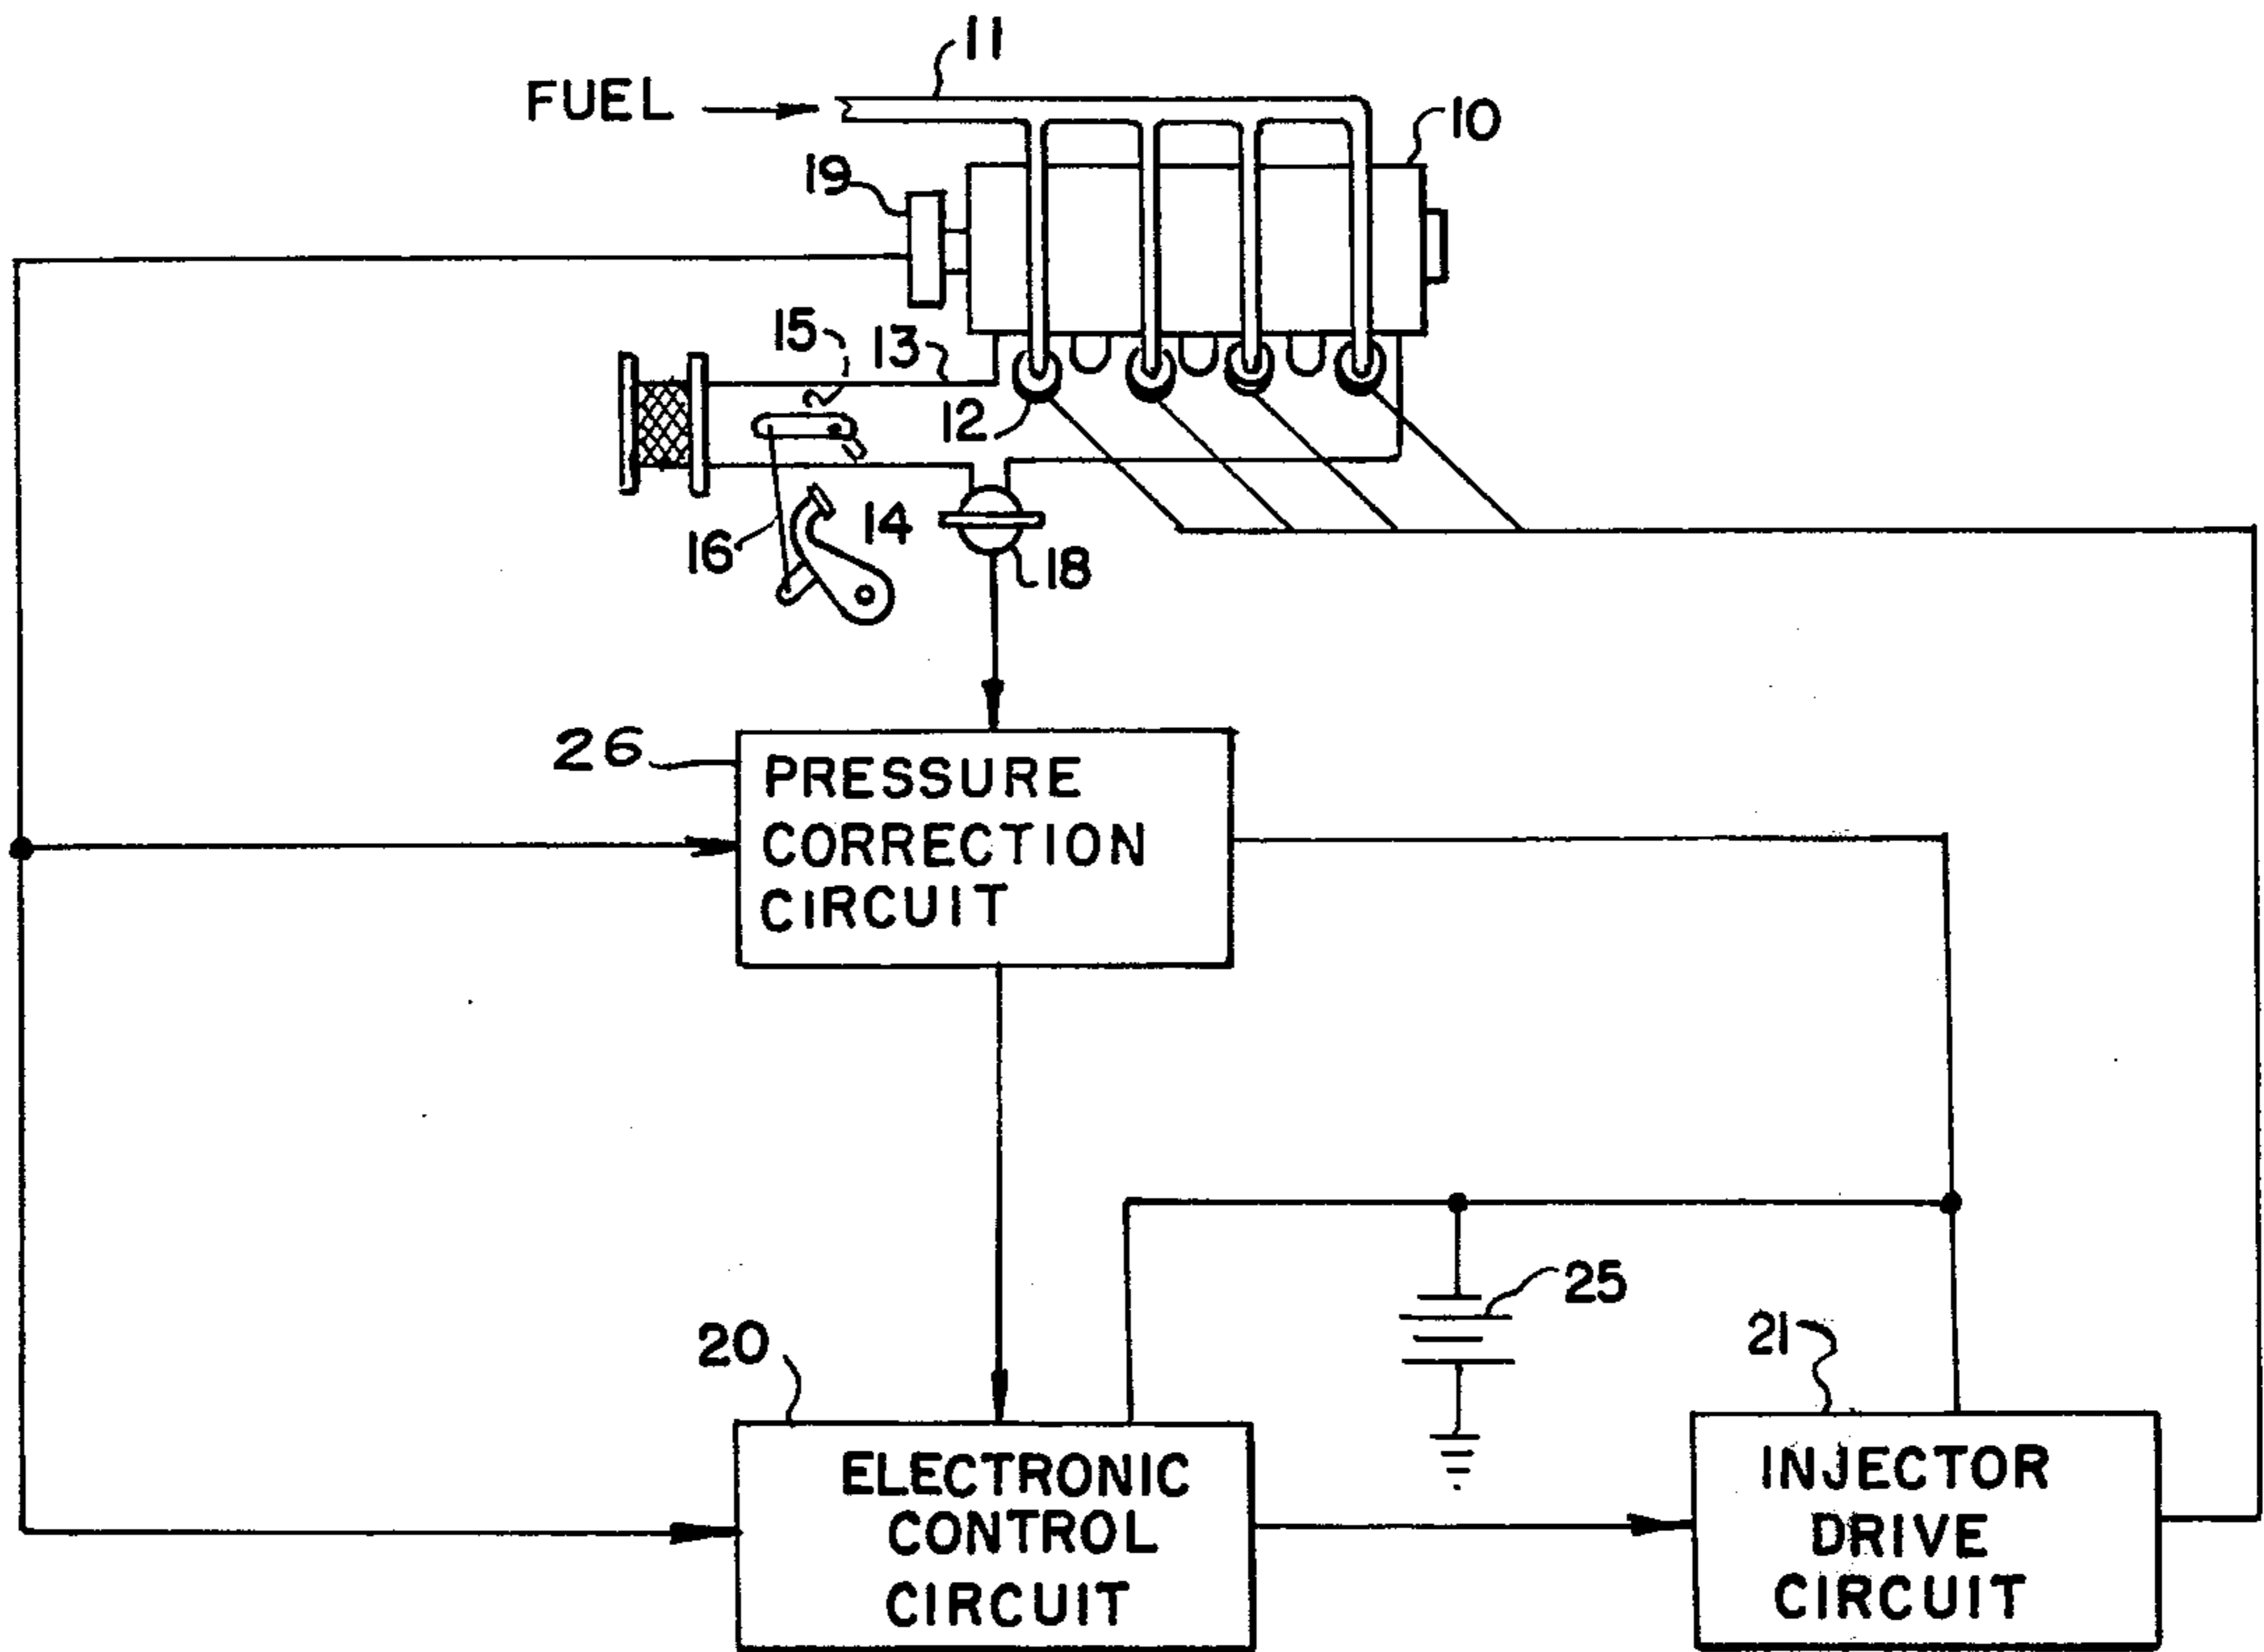 11
FUEL
10
19
15
13
12
14
16
18
26
PRESSURE
CORRECTION
CIRCUIT
25
20
21
ELECTRONIC
CONTROL
CIRCUIT
INJECTOR
DRIVE
CIRCUIT